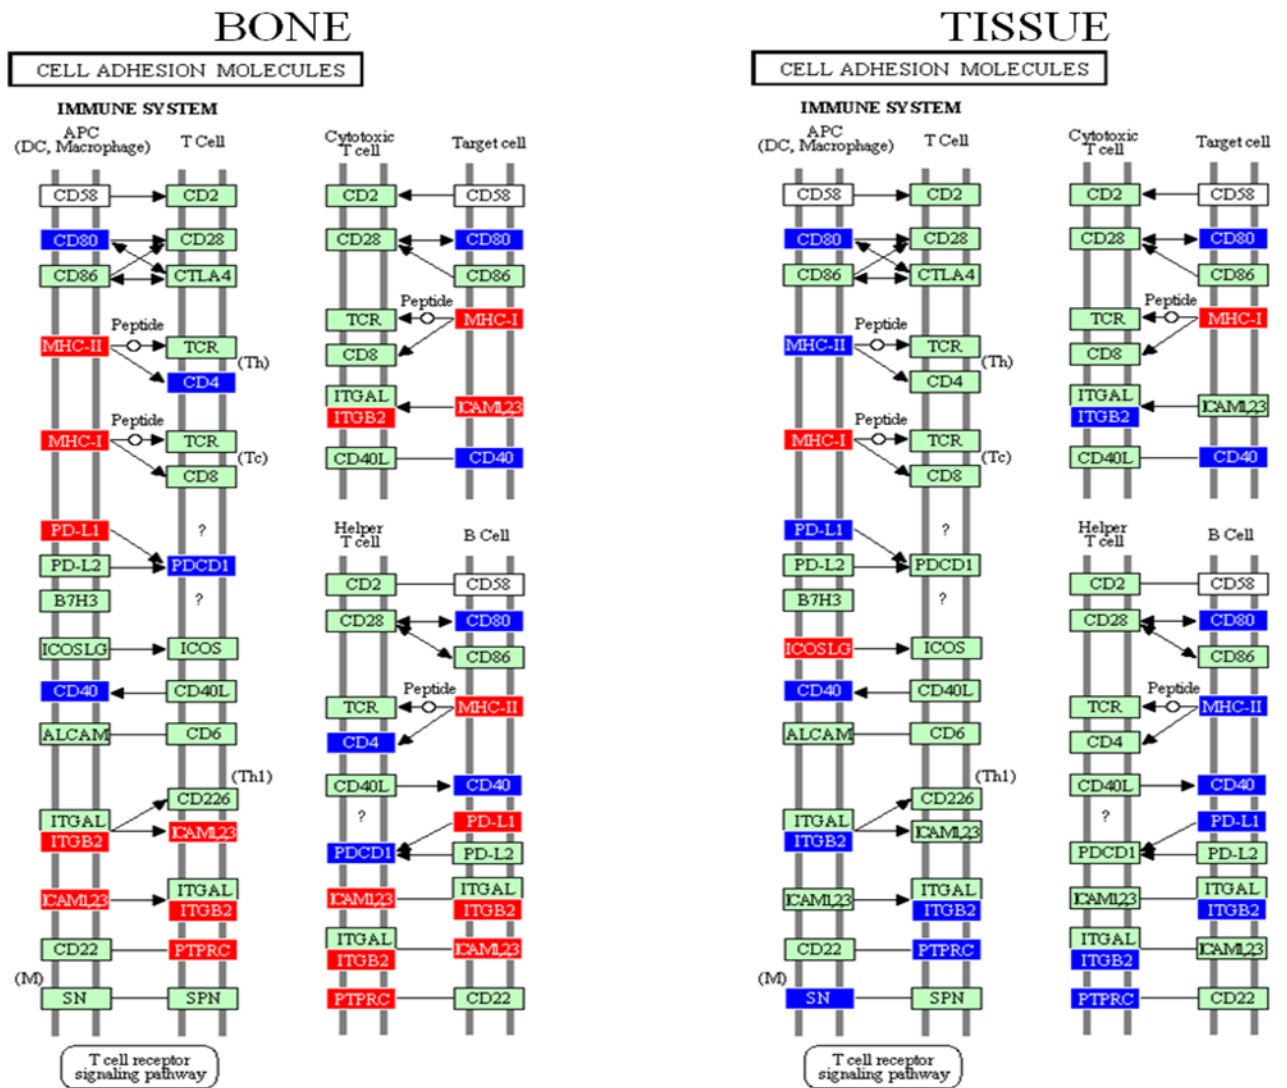 BONE
CELL ADHESION MOLECULES
IMMUNE SYSTEM
APC
(DC, Macrophage)
T Cell
CD58
CD2
CD80
CD28
CD86
CTLA4
Peptide
MHC-II
TCR
(Th)
CD4
Peptide
MHC-I
TCR
(Tc)
CD8
PD-L1
?
PD-L2
PDCD1
B7H3
?
ICOSLG
ICOS
CD40
CD40L
ALCAM
CD6
(Th1)
CD226
ITGAL
ITGB2
ICAM1,2,3
ICAM1,2,3
ITGAL
ITGB2
CD22
PTPRC
(M)
SN
SPN
T cell receptor
signaling pathway
Cytotoxic
T cell
Target cell
CD2
CD58
CD28
CD80
CD86
Peptide
TCR
MHC-I
CD8
ITGAL
ITGB2
ICAM1,2,3
CD40L
CD40
Helper
T cell
B Cell
CD2
CD58
CD28
CD80
CD86
Peptide
TCR
MHC-II
CD4
CD40L
CD40
?
PD-L1
PDCD1
PD-L2
ICAM1,2,3
ITGAL
ITGB2
ITGAL
ITGB2
ICAM1,2,3
PTPRC
CD22
TISSUE
CELL ADHESION MOLECULES
IMMUNE SYSTEM
APC
(DC, Macrophage)
T Cell
CD58
CD2
CD80
CD28
CD86
CTLA4
Peptide
MHC-II
TCR
(Th)
CD4
Peptide
MHC-I
TCR
(Tc)
CD8
PD-L1
?
PD-L2
PDCD1
B7H3
?
ICOSLG
ICOS
CD40
CD40L
ALCAM
CD6
(Th1)
CD226
ITGAL
ITGB2
ICAM1,2,3
ICAM1,2,3
ITGAL
ITGB2
CD22
PTPRC
(M)
SN
SPN
T cell receptor
signaling pathway
Cytotoxic
T cell
Target cell
CD2
CD58
CD28
CD80
CD86
Peptide
TCR
MHC-I
CD8
ITGAL
ITGB2
ICAM1,2,3
CD40L
CD40
Helper
T cell
B Cell
CD2
CD58
CD28
CD80
CD86
Peptide
TCR
MHC-II
CD4
CD40L
CD40
?
PD-L1
PDCD1
PD-L2
ICAM1,2,3
ITGAL
ITGB2
ITGAL
ITGB2
ICAM1,2,3
PTPRC
CD22